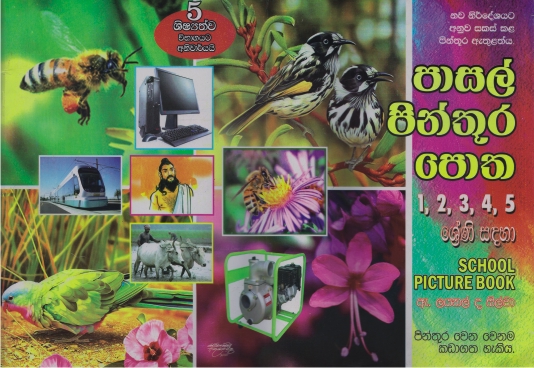 5
ශිෂ්‍යත්ව
විභාගයට
අනිවාර්යයි
නව නිර්දේශයට
අනුව සකස් කළ
පින්තූර ඇතුළත්ය.
පාසල්
පින්තූර
පොත
1, 2, 3, 4, 5
ශ්‍රේණි සඳහා
SCHOOL
PICTURE BOOK
පින්තූර වෙන වෙනම
කඩාගත හැකිය.